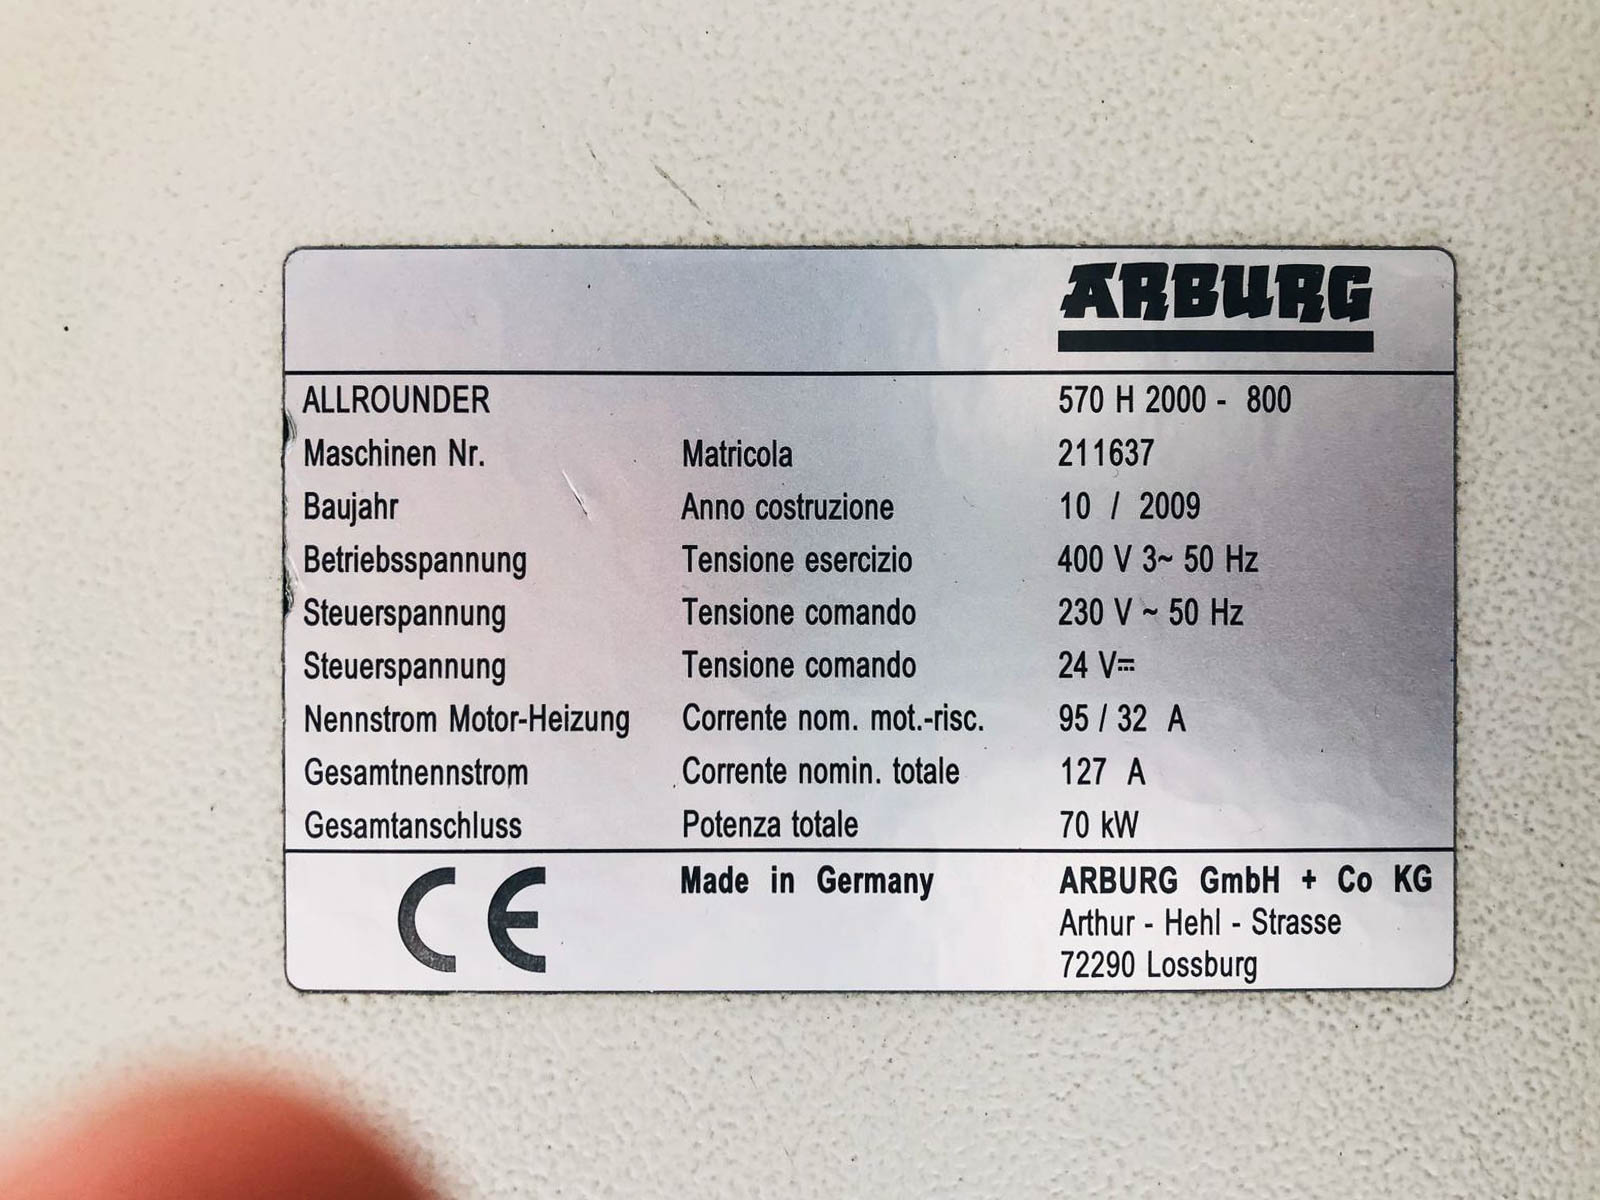 ARBURG
ALLROUNDER 570 H 2000 - 800
Maschinen Nr. Matricola 211637
Baujahr Anno costruzione 10 / 2009
Betriebsspannung Tensione esercizio 400 V 3~ 50 Hz
Steuerspannung Tensione comando 230 V ~ 50 Hz
Steuerspannung Tensione comando 24 V⎓
Nennstrom Motor-Heizung Corrente nom. mot.-risc. 95 / 32 A
Gesamtnennstrom Corrente nomin. totale 127 A
Gesamtanschluss Potenza totale 70 kW
CE Made in Germany ARBURG GmbH + Co KG
Arthur - Hehl - Strasse
72290 Lossburg